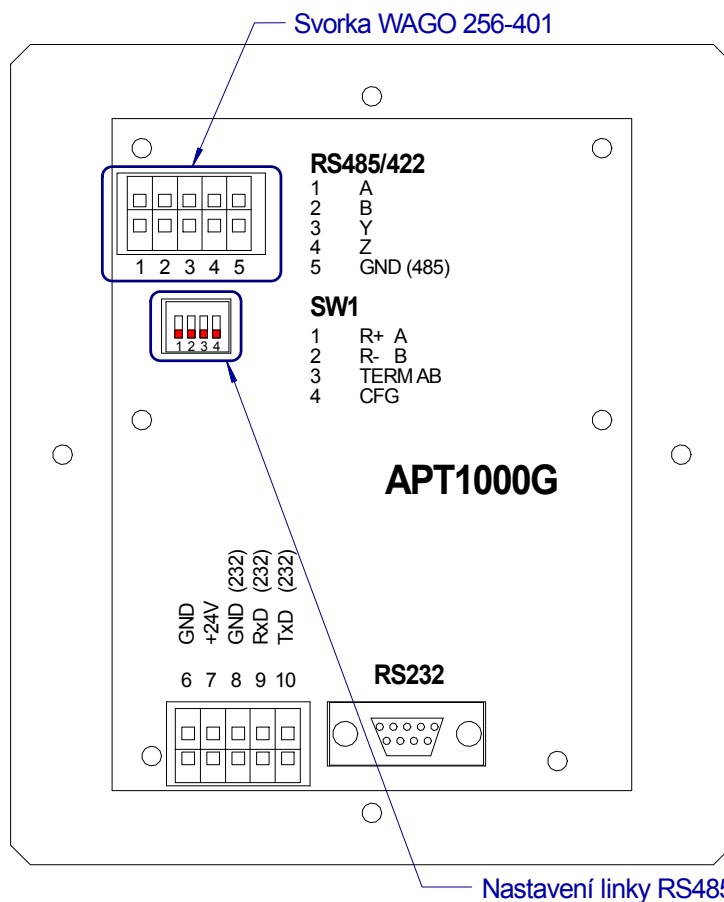 Svorka WAGO 256-401
RS485/422
1 A
2 B
3 Y
4 Z
5 GND (485)
1 2 3 4 5
SW1
1 R+ A
2 R- B
3 TERM AB
4 CFG
1 2 3 4
APT1000G
GND
+24V
GND (232)
RxD (232)
TxD (232)
6 7 8 9 10
RS232
Nastavení linky RS485